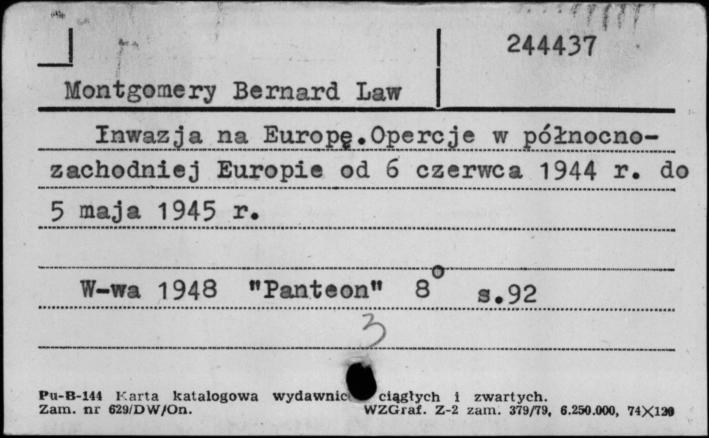 244437
Montgomery Bernard Law
Inwazja na Europę.Opercje w północno-
zachodniej Europie od 6 czerwca 1944 r. do
5 maja 1945 r.
W-wa 1948 "Panteon" 8° s.92
3
Pu-B-144 Karta katalogowa wydawnic ciągłych i zwartych.
Zam. nr 629/DW/On. WZGraf. Z-2 zam. 379/79, 6.250.000, 74X120